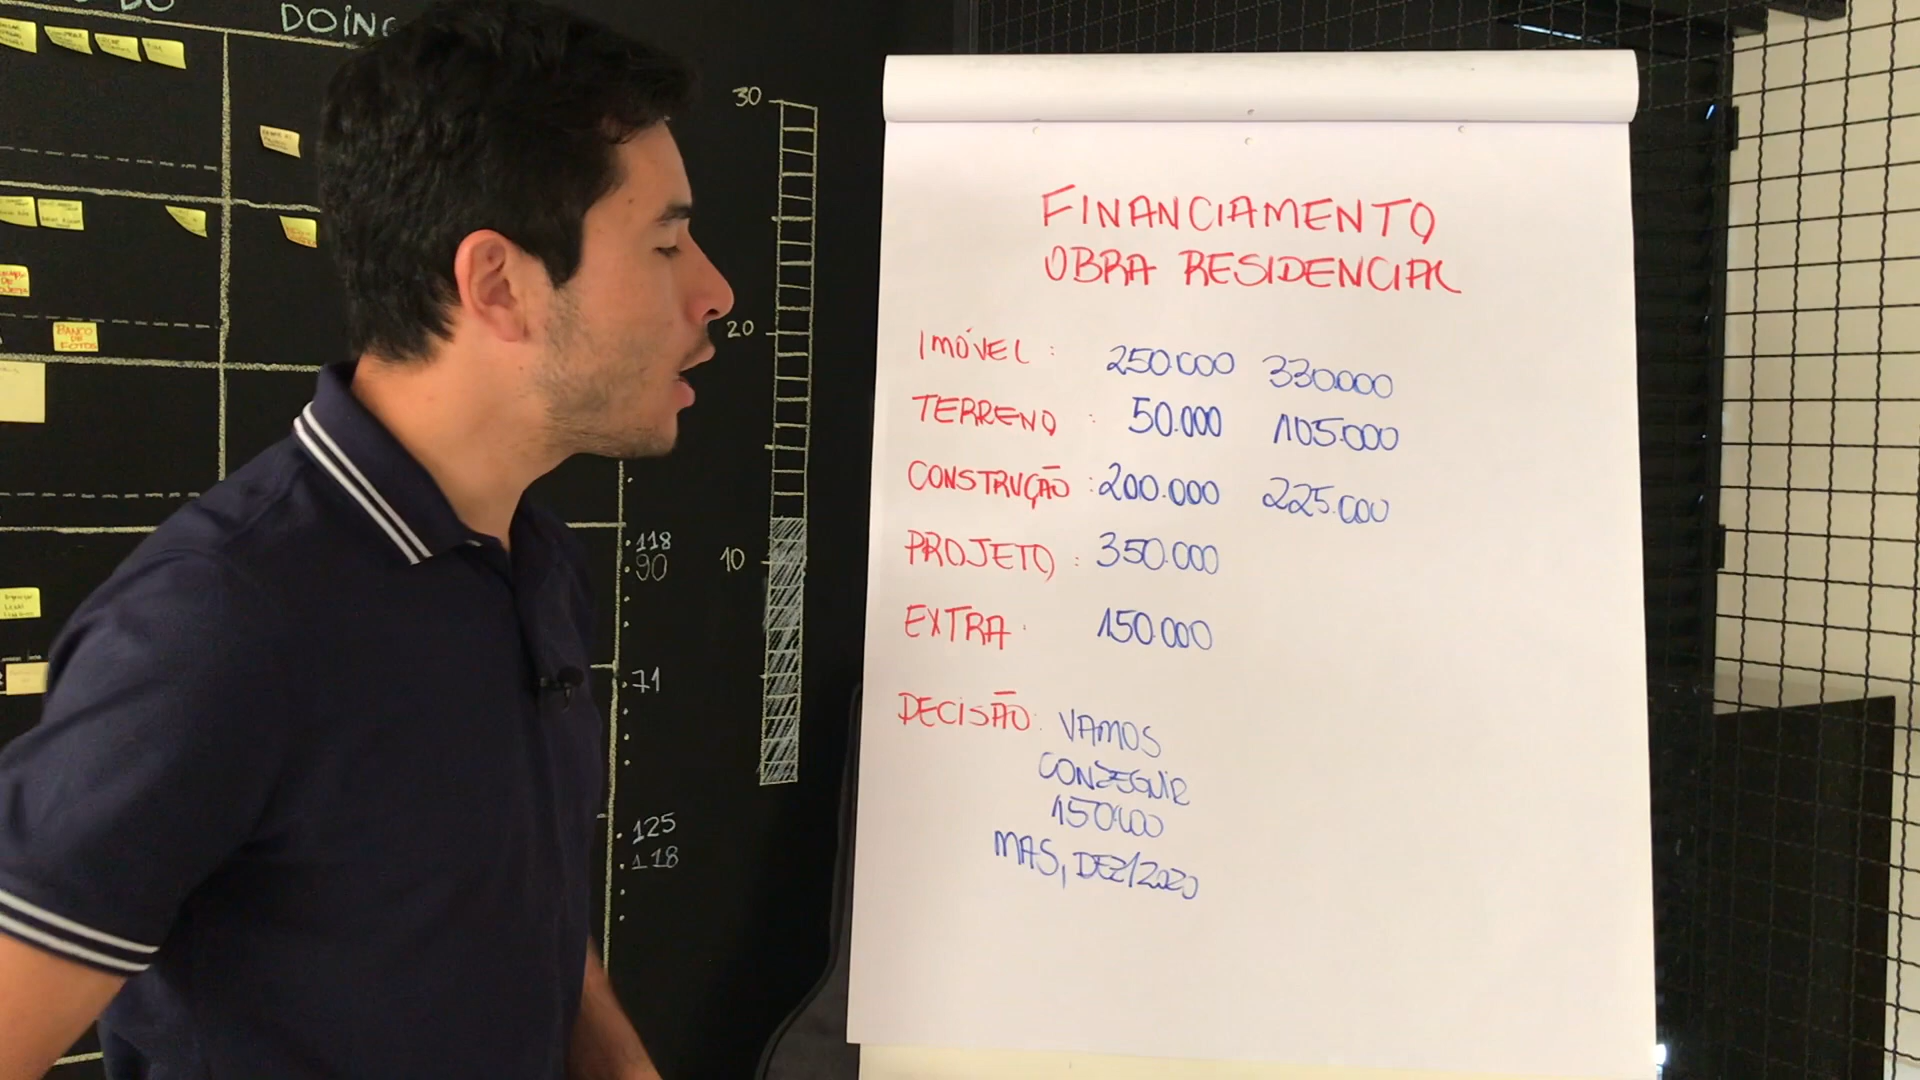 DO
DOING
BANCO
DE
FOTOS
30
20
10
118
90
71
125
118
FINANCIAMENTO
OBRA RESIDENCIAL
IMÓVEL : 250.000 330.000
TERRENO : 50.000 105.000
CONSTRUÇÃO : 200.000 225.000
PROJETO : 350.000
EXTRA : 150.000
DECISÃO: VAMOS
CONSEGUIR
150.000
MAS, DEZ/2020